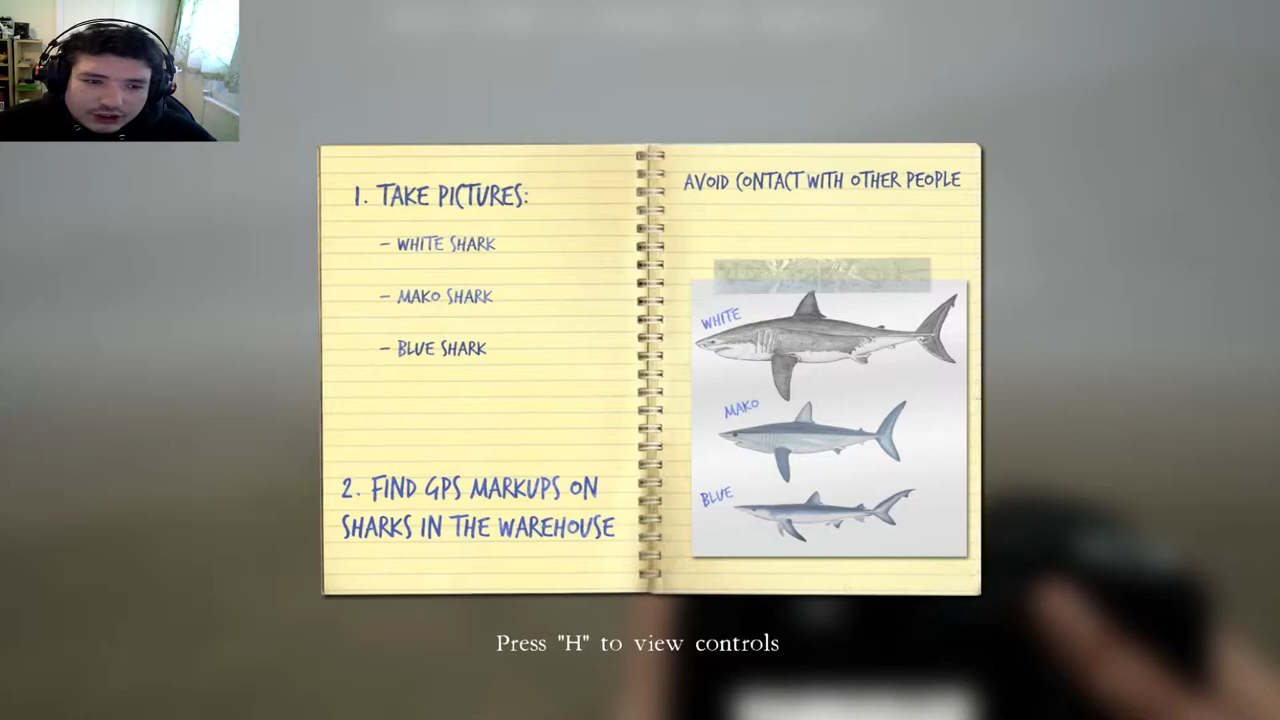 1. TAKE PICTURES:
- WHITE SHARK
- MAKO SHARK
- BLUE SHARK
2. FIND GPS MARKUPS ON
SHARKS IN THE WAREHOUSE
AVOID CONTACT WITH OTHER PEOPLE
WHITE
MAKO
BLUE
Press "H" to view controls